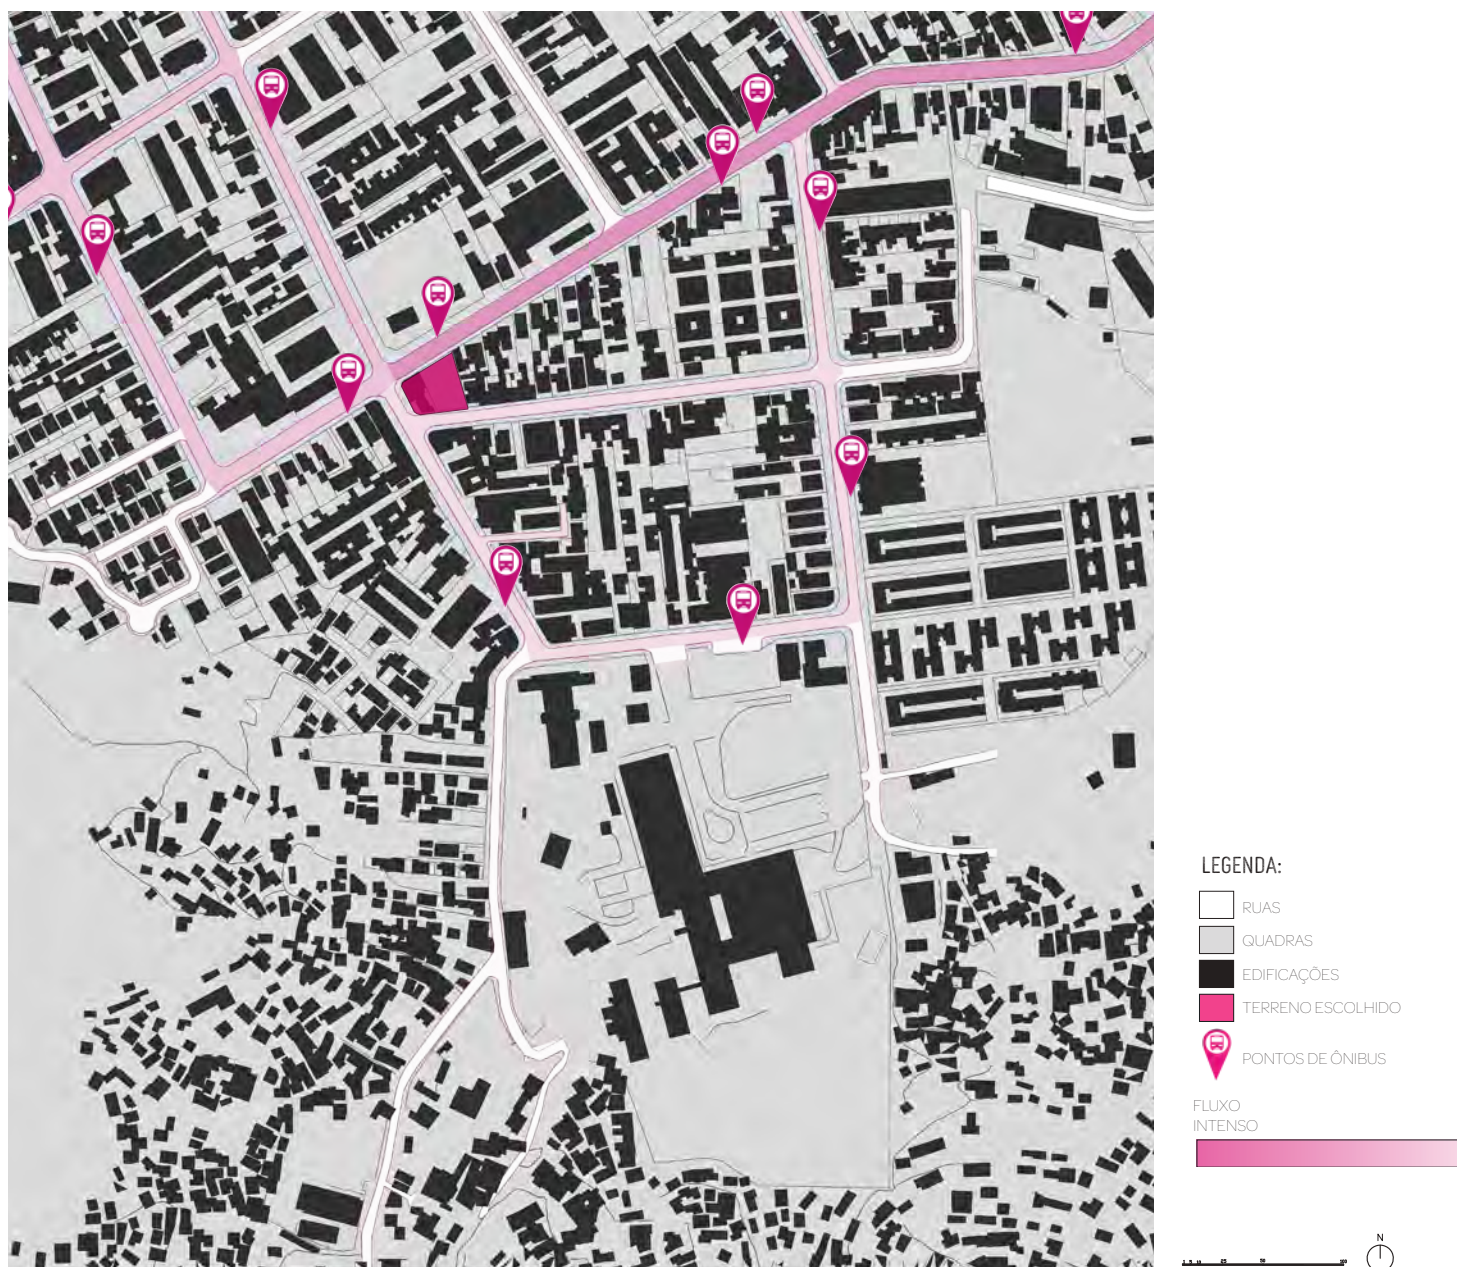 LEGENDA:
RUAS
QUADRAS
EDIFICAÇÕES
TERRENO ESCOLHIDO
PONTOS DE ÔNIBUS
FLUXO
INTENSO
N